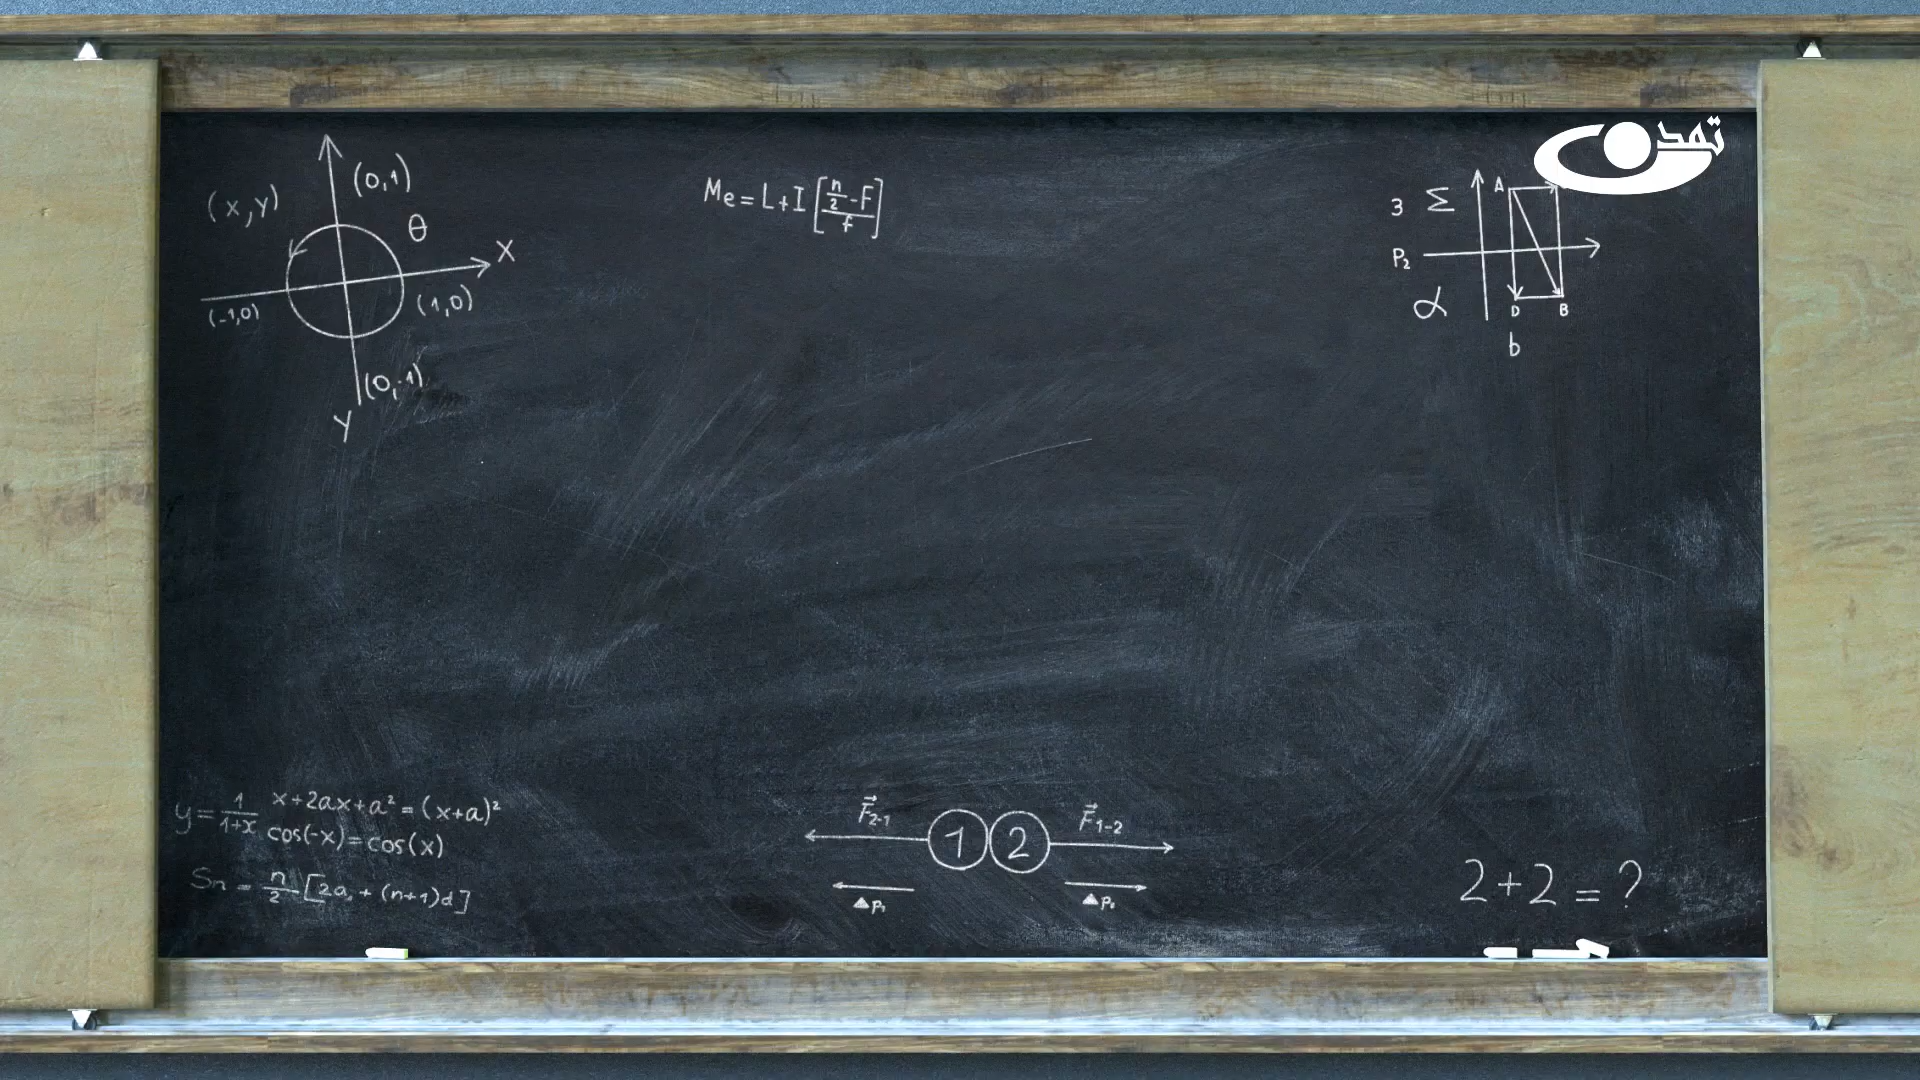 تمدن
(0,1)
(x,y)
θ
X
(-1,0)
(1,0)
(0,-1)
y
Me = L+I [n/2 -F / f]
3 Σ
A
P₂
α
D B
b
y = 1/1+x
x+2ax+a² = (x+a)²
cos(-x) = cos(x)
Sn = n/2 [2a, + (n+1)d]
F⃗2-1
1 2
F⃗1-2
▲P₁
▲P₂
2+2 = ?